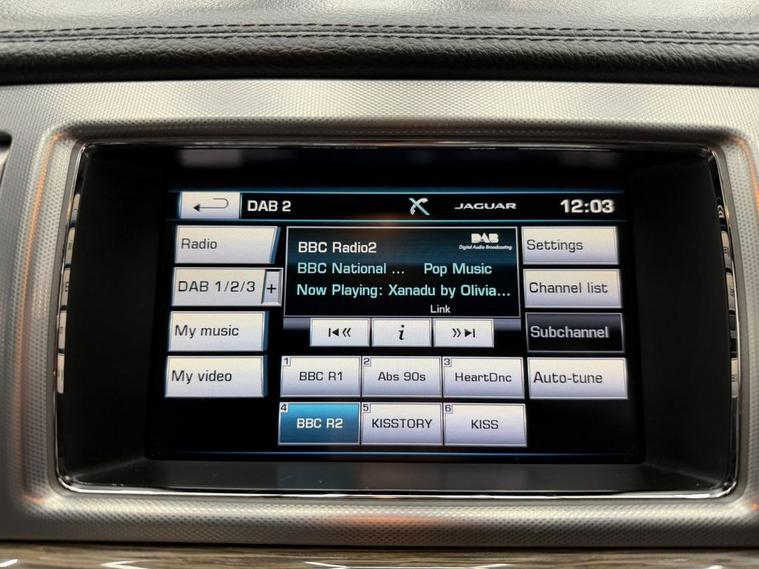 DAB 2
JAGUAR
12:03
Radio
DAB 1/2/3 +
My music
My video
BBC Radio2
DAB
Digital Audio Broadcasting
BBC National ... Pop Music
Now Playing: Xanadu by Olivia...
Link
i
Settings
Channel list
Subchannel
Auto-tune
1 BBC R1
2 Abs 90s
3 HeartDnc
4 BBC R2
5 KISSTORY
6 KISS